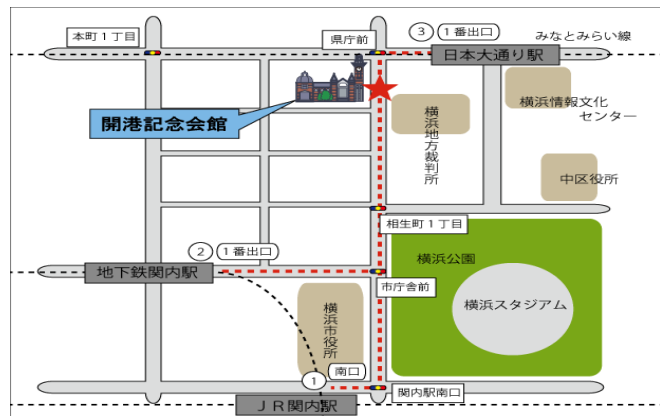 本町1丁目
県庁前
③
1番出口
みなとみらい線
日本大通り駅
開港記念会館
横浜地方裁判所
横浜情報文化
センター
中区役所
相生町1丁目
②
1番出口
地下鉄関内駅
横浜公園
市庁舎前
横浜スタジアム
横浜市役所
①
南口
関内駅南口
JR関内駅